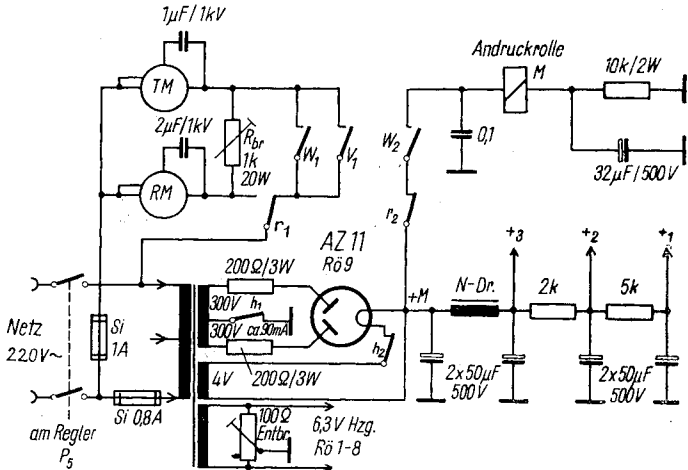 1µF/1kV
TM
2µF/1kV
RM
R_br
1k
20W
W₁
V₁
r₁
W₂
r₂
Andruckrolle
M
10k/2W
0,1
32µF/500V
AZ 11
Rö 9
200Ω/3W
300V
h₁
300V
ca.90mA
200Ω/3W
4V
h₂
+M
N-Dr.
+3
2k
+2
5k
+1
2x50µF
500V
2x50µF
500V
Netz
220V~
Si
1A
Si 0,8A
am Regler
P₅
100Ω
Entbr.
6,3V Hzg.
Rö 1-8